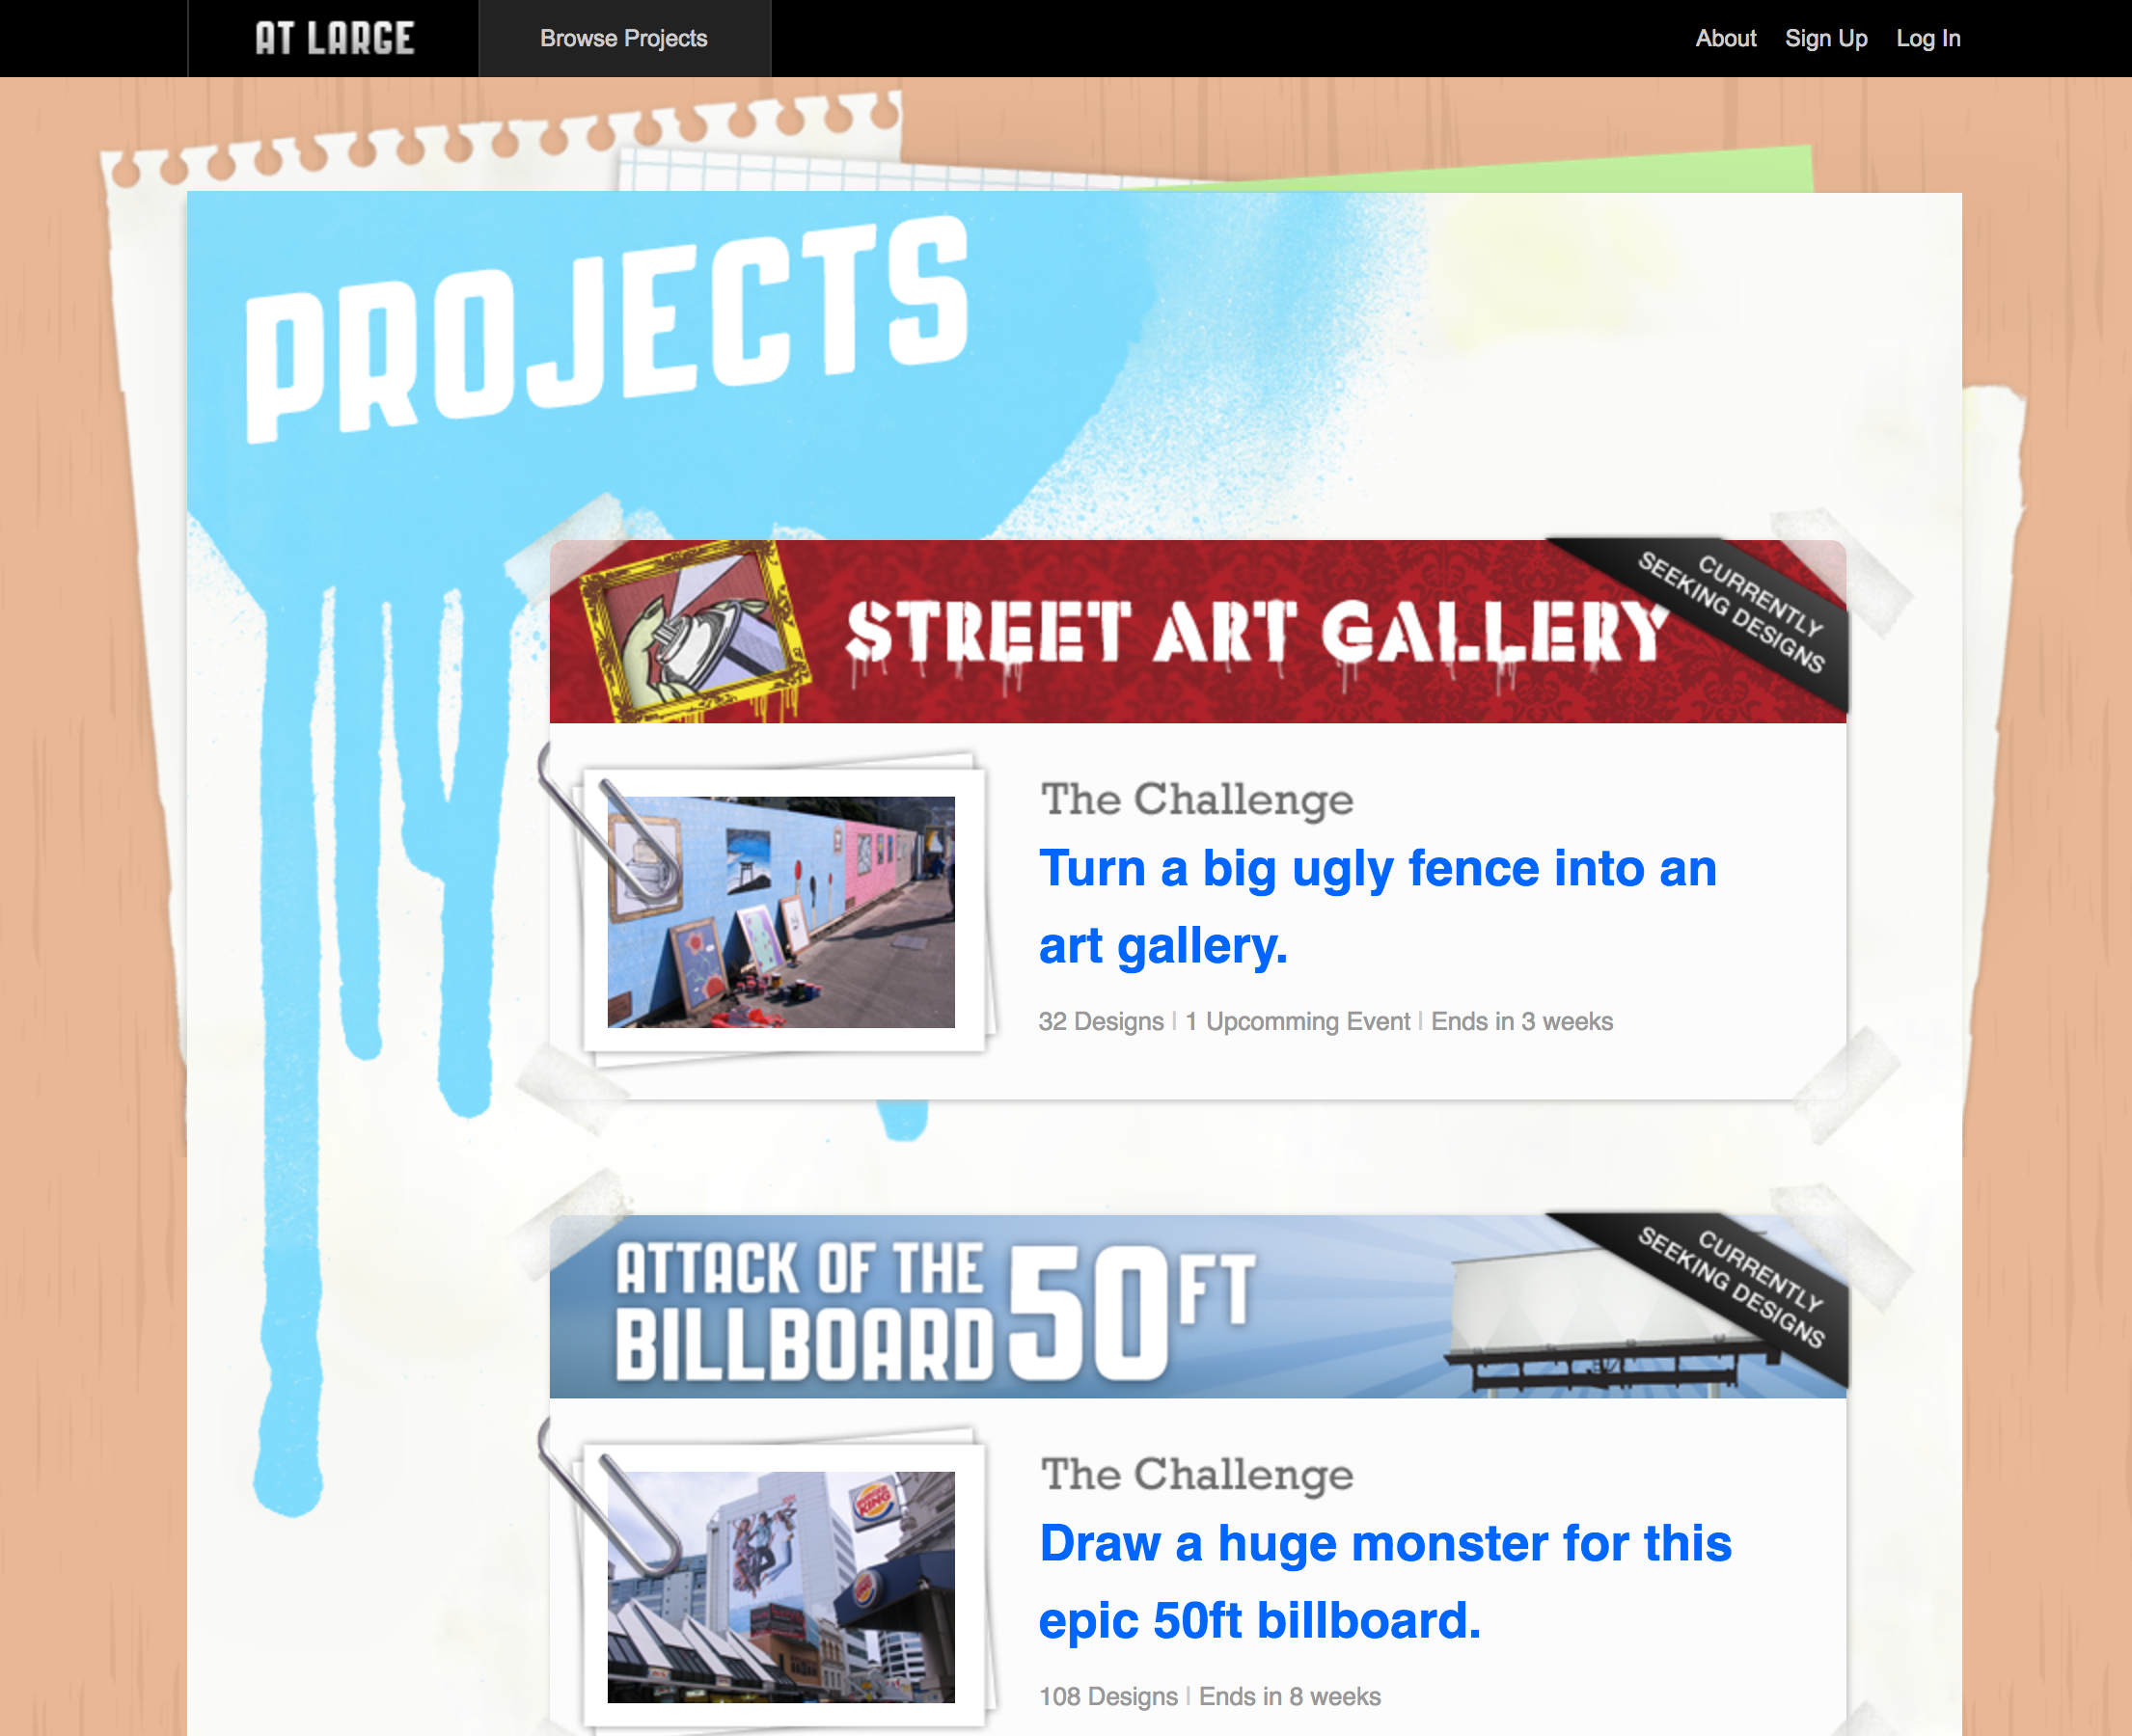 AT LARGE
Browse Projects
About
Sign Up
Log In
PROJECTS
STREET ART GALLERY
CURRENTLY
SEEKING DESIGNS
The Challenge
Turn a big ugly fence into an
art gallery.
32 Designs | 1 Upcomming Event | Ends in 3 weeks
ATTACK OF THE
BILLBOARD 50FT
CURRENTLY
SEEKING DESIGNS
BURGER
KING
The Challenge
Draw a huge monster for this
epic 50ft billboard.
108 Designs | Ends in 8 weeks